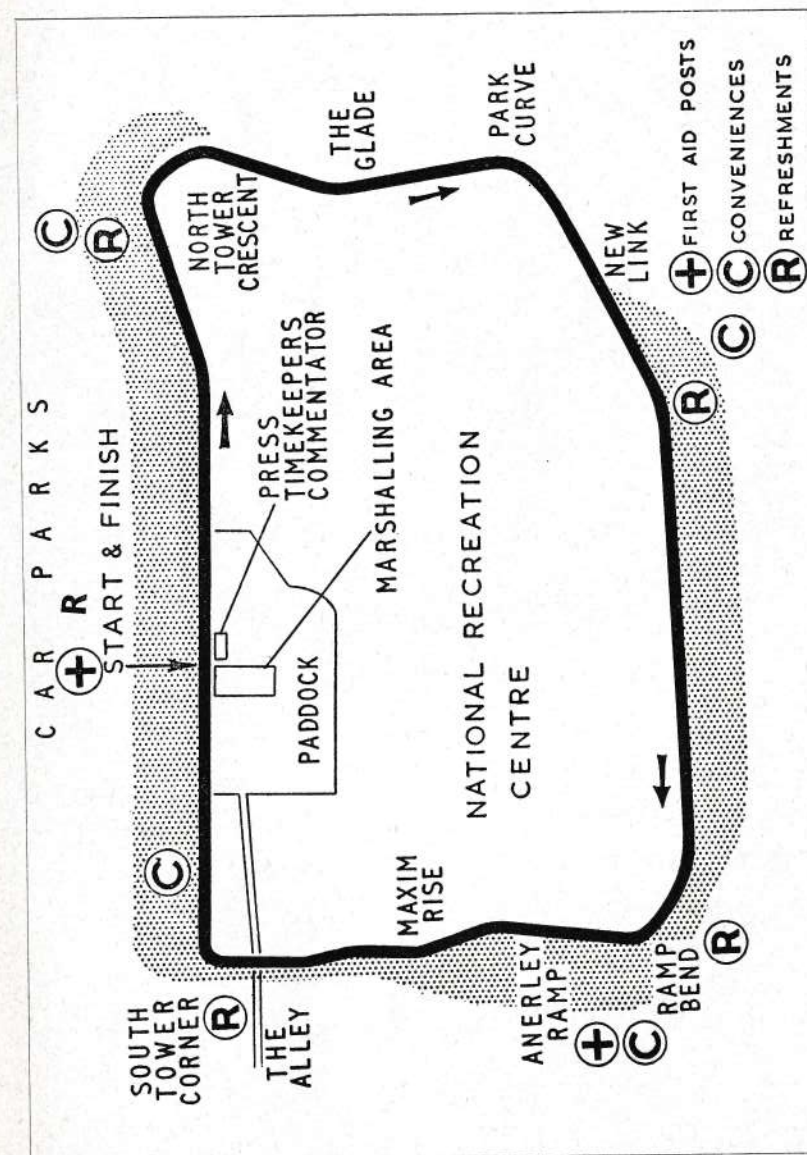 CAR PARKS
R
START & FINISH
C
R
C
SOUTH
TOWER
CORNER
R
THE
ALLEY
PADDOCK
PRESS
TIMEKEEPERS
COMMENTATOR
MARSHALLING AREA
NORTH
TOWER
CRESCENT
THE
GLADE
PARK
CURVE
NATIONAL RECREATION
CENTRE
MAXIM
RISE
ANERLEY
RAMP
C
RAMP
BEND
R
R
C
NEW
LINK
+ FIRST AID POSTS
C CONVENIENCES
R REFRESHMENTS